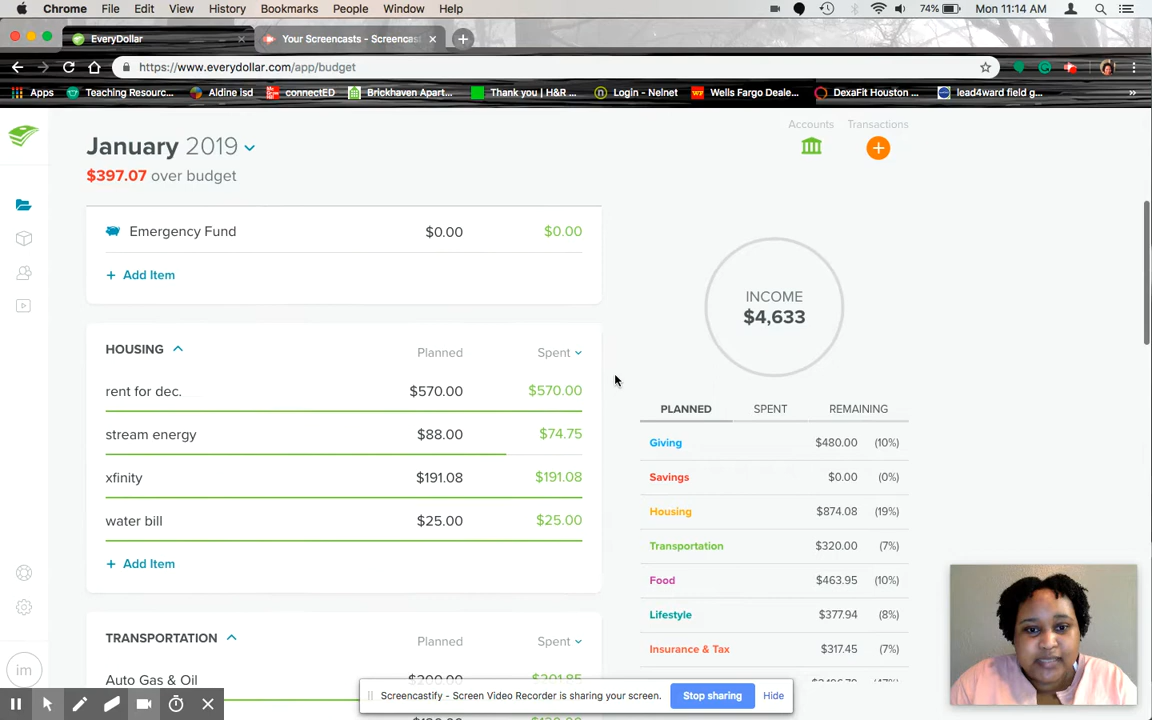 Chrome File Edit View History Bookmarks People Window Help 74% Mon 11:14 AM
EveryDollar Your Screencasts - Screencas
https://www.everydollar.com/app/budget
Apps Teaching Resourc... Aldine isd connectED Brickhaven Apart... Thank you | H&R ... Login - Nelnet Wells Fargo Deale... DexaFit Houston ... lead4ward field g... »
Accounts Transactions
January 2019
$397.07 over budget
Emergency Fund $0.00 $0.00
+ Add Item
INCOME
$4,633
HOUSING Planned Spent
rent for dec. $570.00 $570.00
stream energy $88.00 $74.75
xfinity $191.08 $191.08
water bill $25.00 $25.00
+ Add Item
PLANNED SPENT REMAINING
Giving $480.00 (10%)
Savings $0.00 (0%)
Housing $874.08 (19%)
Transportation $320.00 (7%)
Food $463.95 (10%)
Lifestyle $377.94 (8%)
Insurance & Tax $317.45 (7%)
TRANSPORTATION Planned Spent
Auto Gas & Oil $200.00 $201.85
im
Screencastify - Screen Video Recorder is sharing your screen. Stop sharing Hide